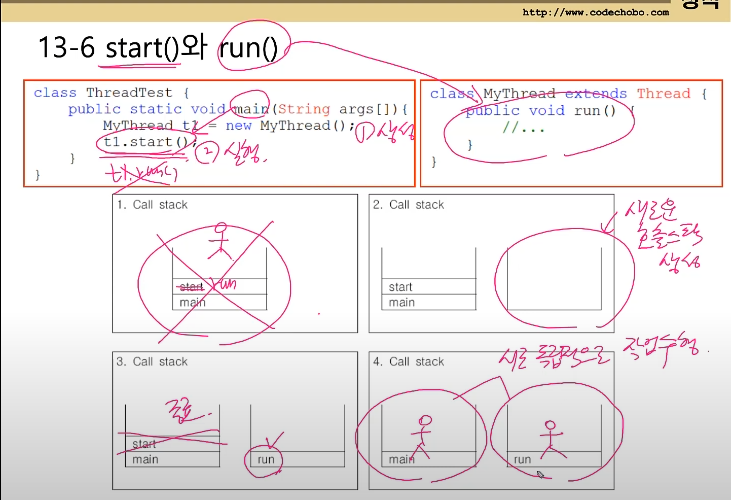 http://www.codechobo.com
13-6 start()와 run()
class ThreadTest {
public static void main(String args[]){
MyThread t1 = new MyThread(); ① 생성
t1.start(); ② 실행.
}
t1.run()
}
class MyThread extends Thread {
public void run() {
//...
}
}
1. Call stack
start run
main
2. Call stack
새로운
호출스택
생성
start
main
3. Call stack
종료.
start
main
run
4. Call stack
서로 독립적으로 작업수행.
main
run